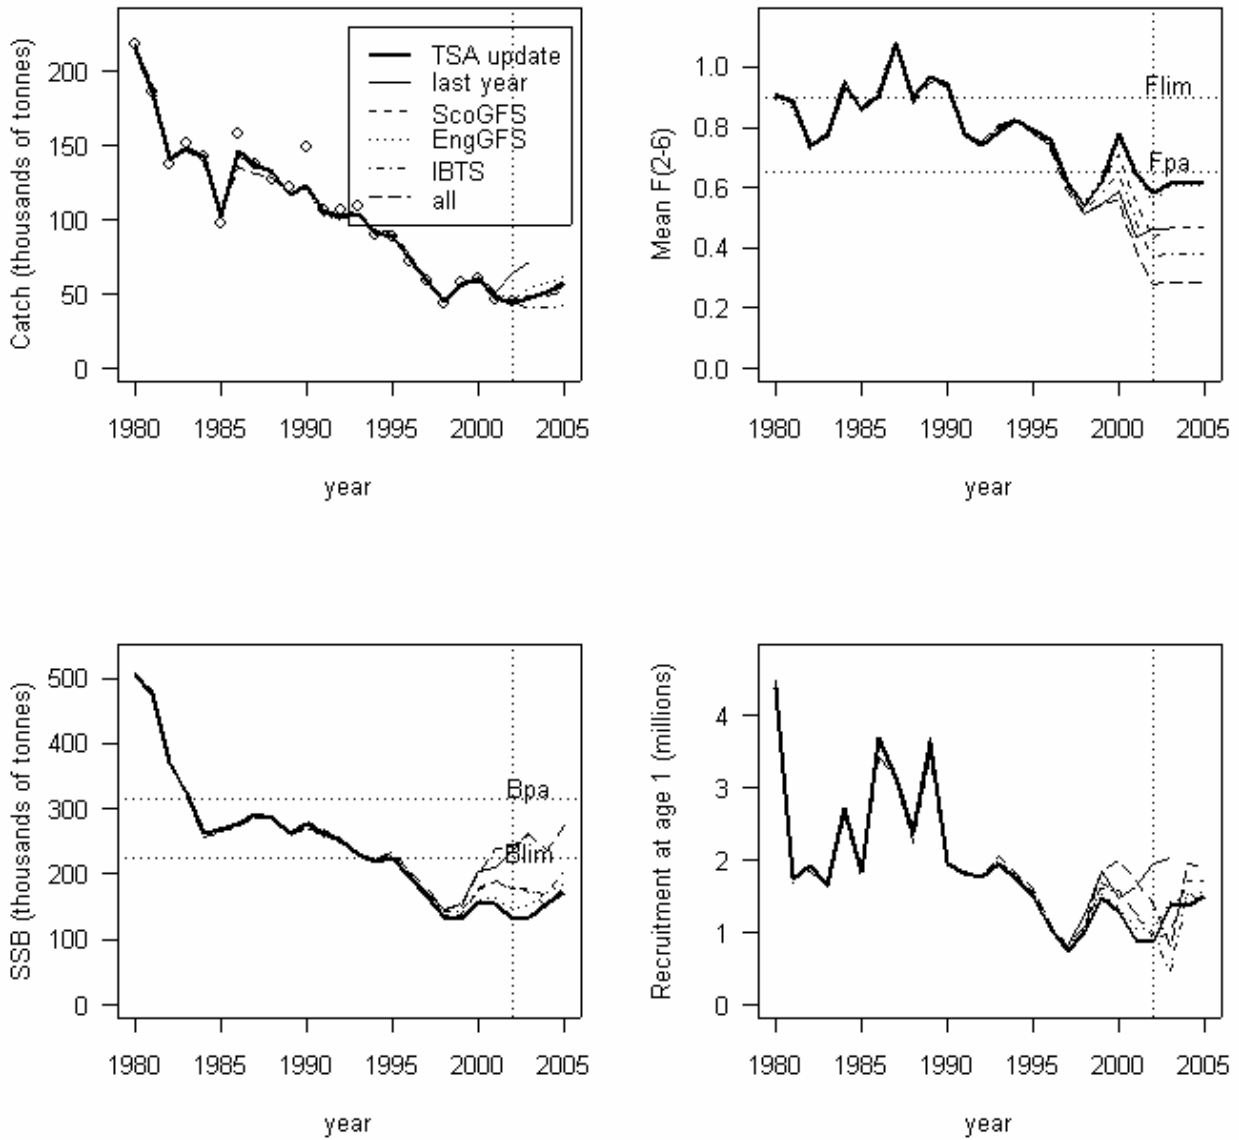 Catch (thousands of tonnes)
200
150
100
50
0
1980 1985 1990 1995 2000 2005
year
TSA update
last year
ScoGFS
EngGFS
IBTS
all
Mean F(2-6)
1.0
0.8
0.6
0.4
0.2
0.0
Flim
Fpa
1980 1985 1990 1995 2000 2005
year
SSB (thousands of tonnes)
500
400
300
200
100
0
Bpa
Blim
1980 1985 1990 1995 2000 2005
year
Recruitment at age 1 (millions)
4
3
2
1
0
1980 1985 1990 1995 2000 2005
year